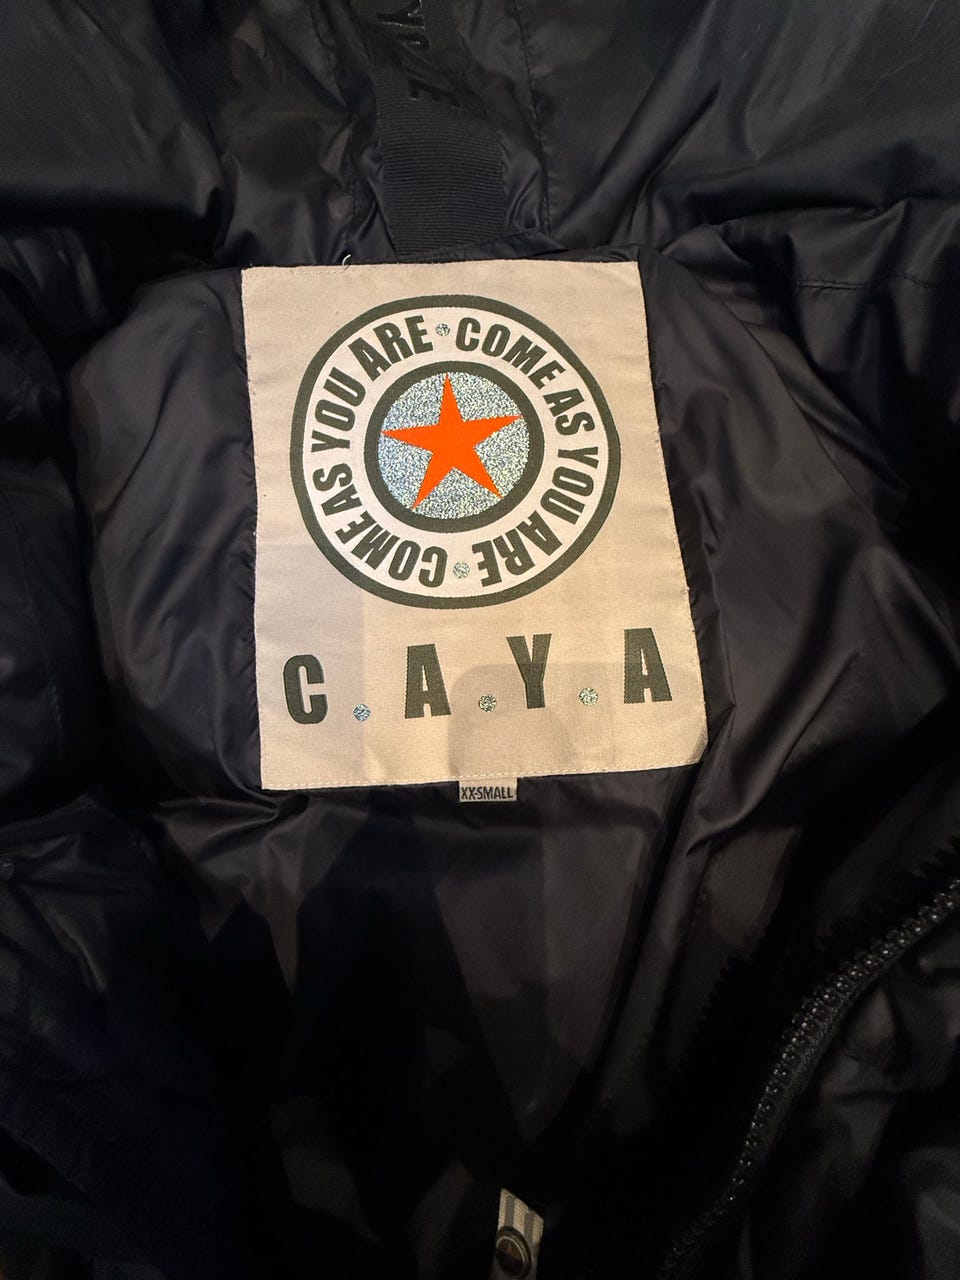 COME AS YOU ARE • COME AS YOU ARE •
C.A.Y.A
XX-SMALL